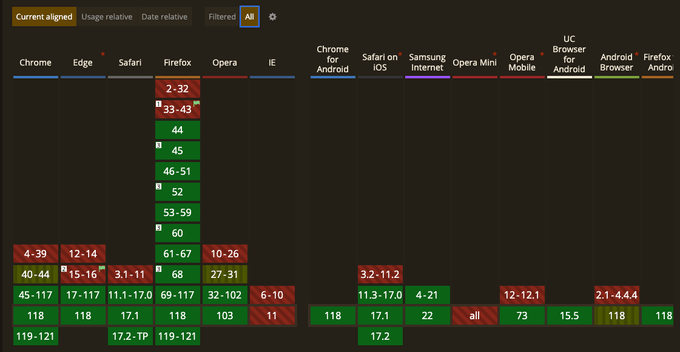 Current aligned Usage relative Date relative Filtered All
Chrome Edge * Safari Firefox Opera IE Chrome for Android Safari on iOS * Samsung Internet Opera Mini * Opera Mobile * UC Browser for Android Android Browser * Firefox
2-32
1 33-43
44
3 45
46-51
3 52
53-59
3 60
4-39 12-14 61-67 10-26
40-44 2 15-16 3.1-11 3 68 27-31 3.2-11.2
45-117 17-117 11.1-17.0 69-117 32-102 6-10 11.3-17.0 4-21 12-12.1 2.1-4.4.4
118 118 17.1 118 103 11 118 17.1 22 all 73 15.5 118 118
119-121 17.2-TP 119-121 17.2